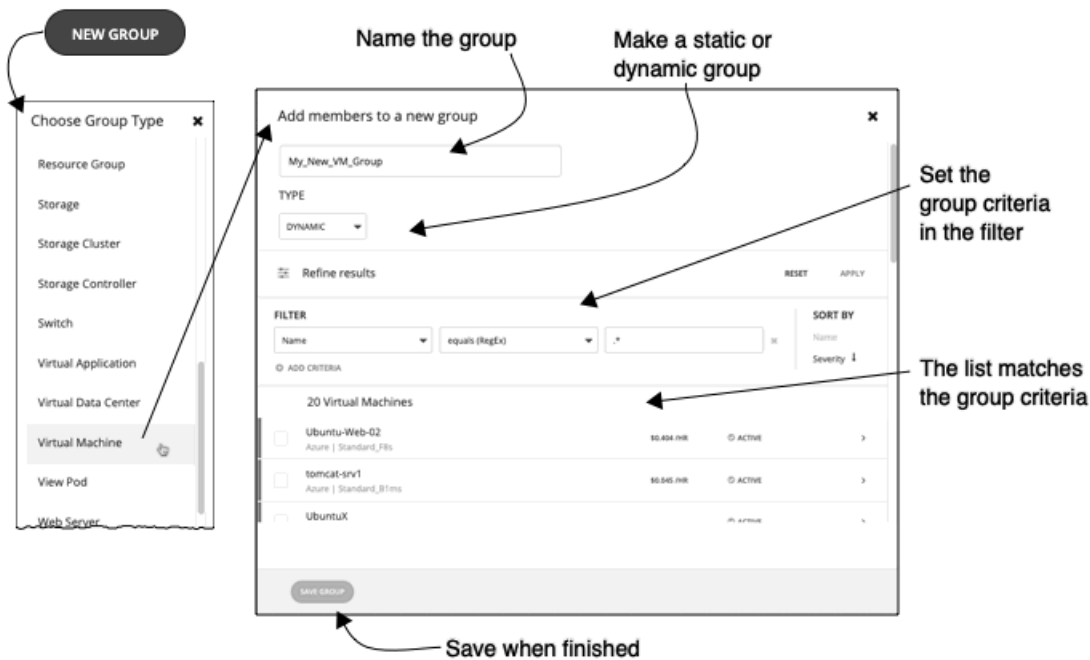 NEW GROUP
Name the group
Make a static or
dynamic group
Choose Group Type
Resource Group
Storage
Storage Cluster
Storage Controller
Switch
Virtual Application
Virtual Data Center
Virtual Machine
View Pod
Web Server
Add members to a new group
My_New_VM_Group
TYPE
DYNAMIC
Set the
group criteria
in the filter
Refine results
RESET
APPLY
FILTER
SORT BY
Name
equals (RegEx)
.*
Name
Severity
ADD CRITERIA
The list matches
the group criteria
20 Virtual Machines
Ubuntu-Web-02
$0.404 /HR
ACTIVE
Azure | Standard_F8s
tomcat-srv1
$0.045 /HR
ACTIVE
Azure | Standard_B1ms
UbuntuX
ACTIVE
SAVE GROUP
Save when finished